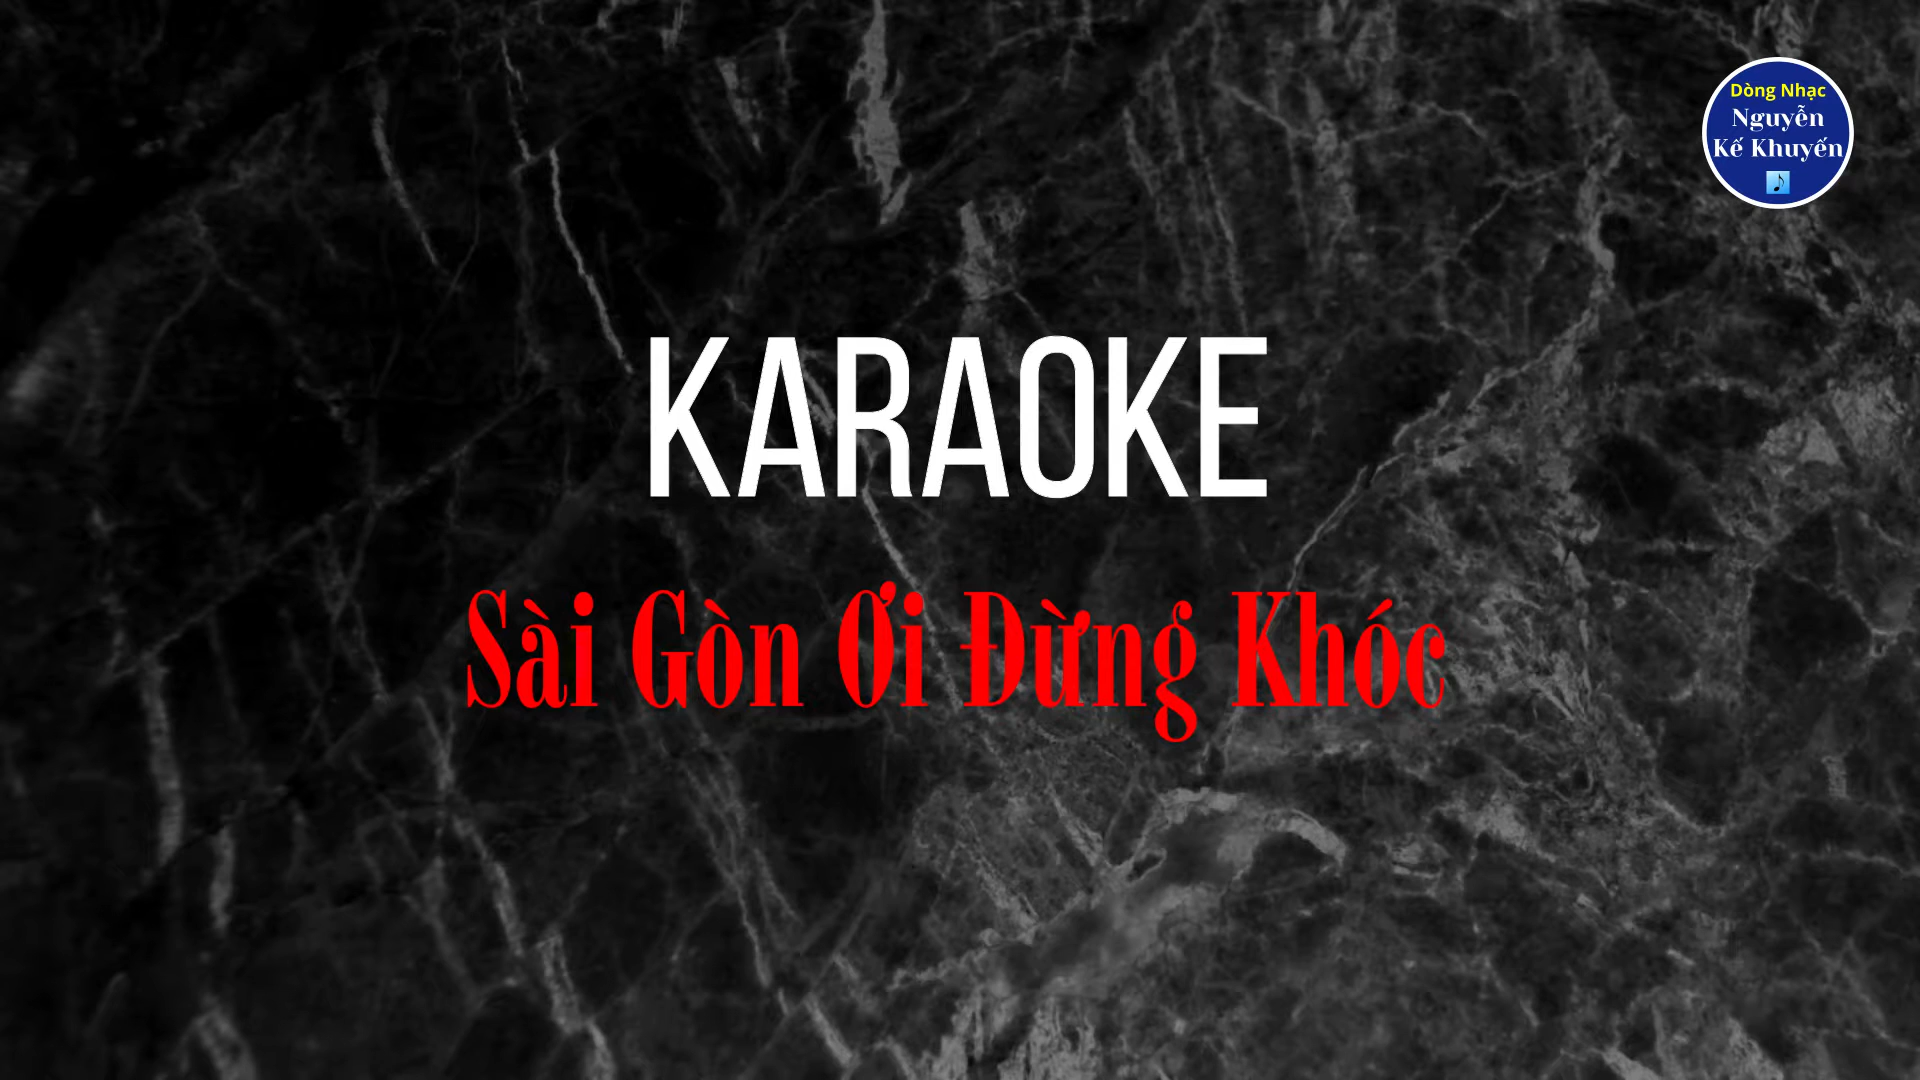 Dòng Nhạc
Nguyễn
Kế Khuyến
KARAOKE
Sài Gòn Ơi Đừng Khóc